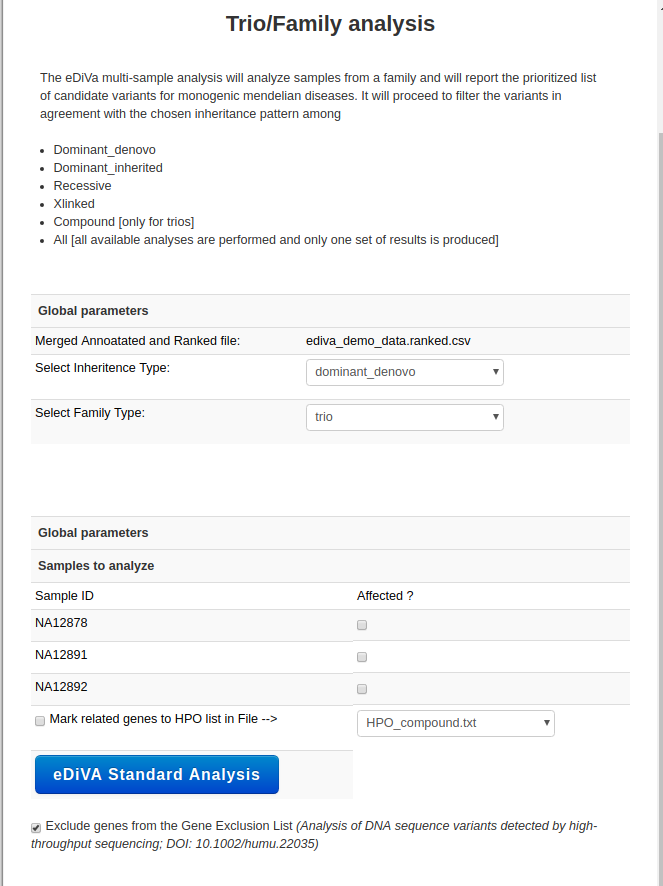 Trio/Family analysis
The eDiVa multi-sample analysis will analyze samples from a family and will report the prioritized list
of candidate variants for monogenic mendelian diseases. It will proceed to filter the variants in
agreement with the chosen inheritance pattern among
Dominant_denovo
Dominant_inherited
Recessive
Xlinked
Compound [only for trios]
All [all available analyses are performed and only one set of results is produced]
Global parameters
Merged Annoatated and Ranked file: ediva_demo_data.ranked.csv
Select Inheritence Type: dominant_denovo
Select Family Type: trio
Global parameters
Samples to analyze
Sample ID Affected ?
NA12878
NA12891
NA12892
Mark related genes to HPO list in File --> HPO_compound.txt
eDiVA Standard Analysis
Exclude genes from the Gene Exclusion List (Analysis of DNA sequence variants detected by high-
throughput sequencing; DOI: 10.1002/humu.22035)